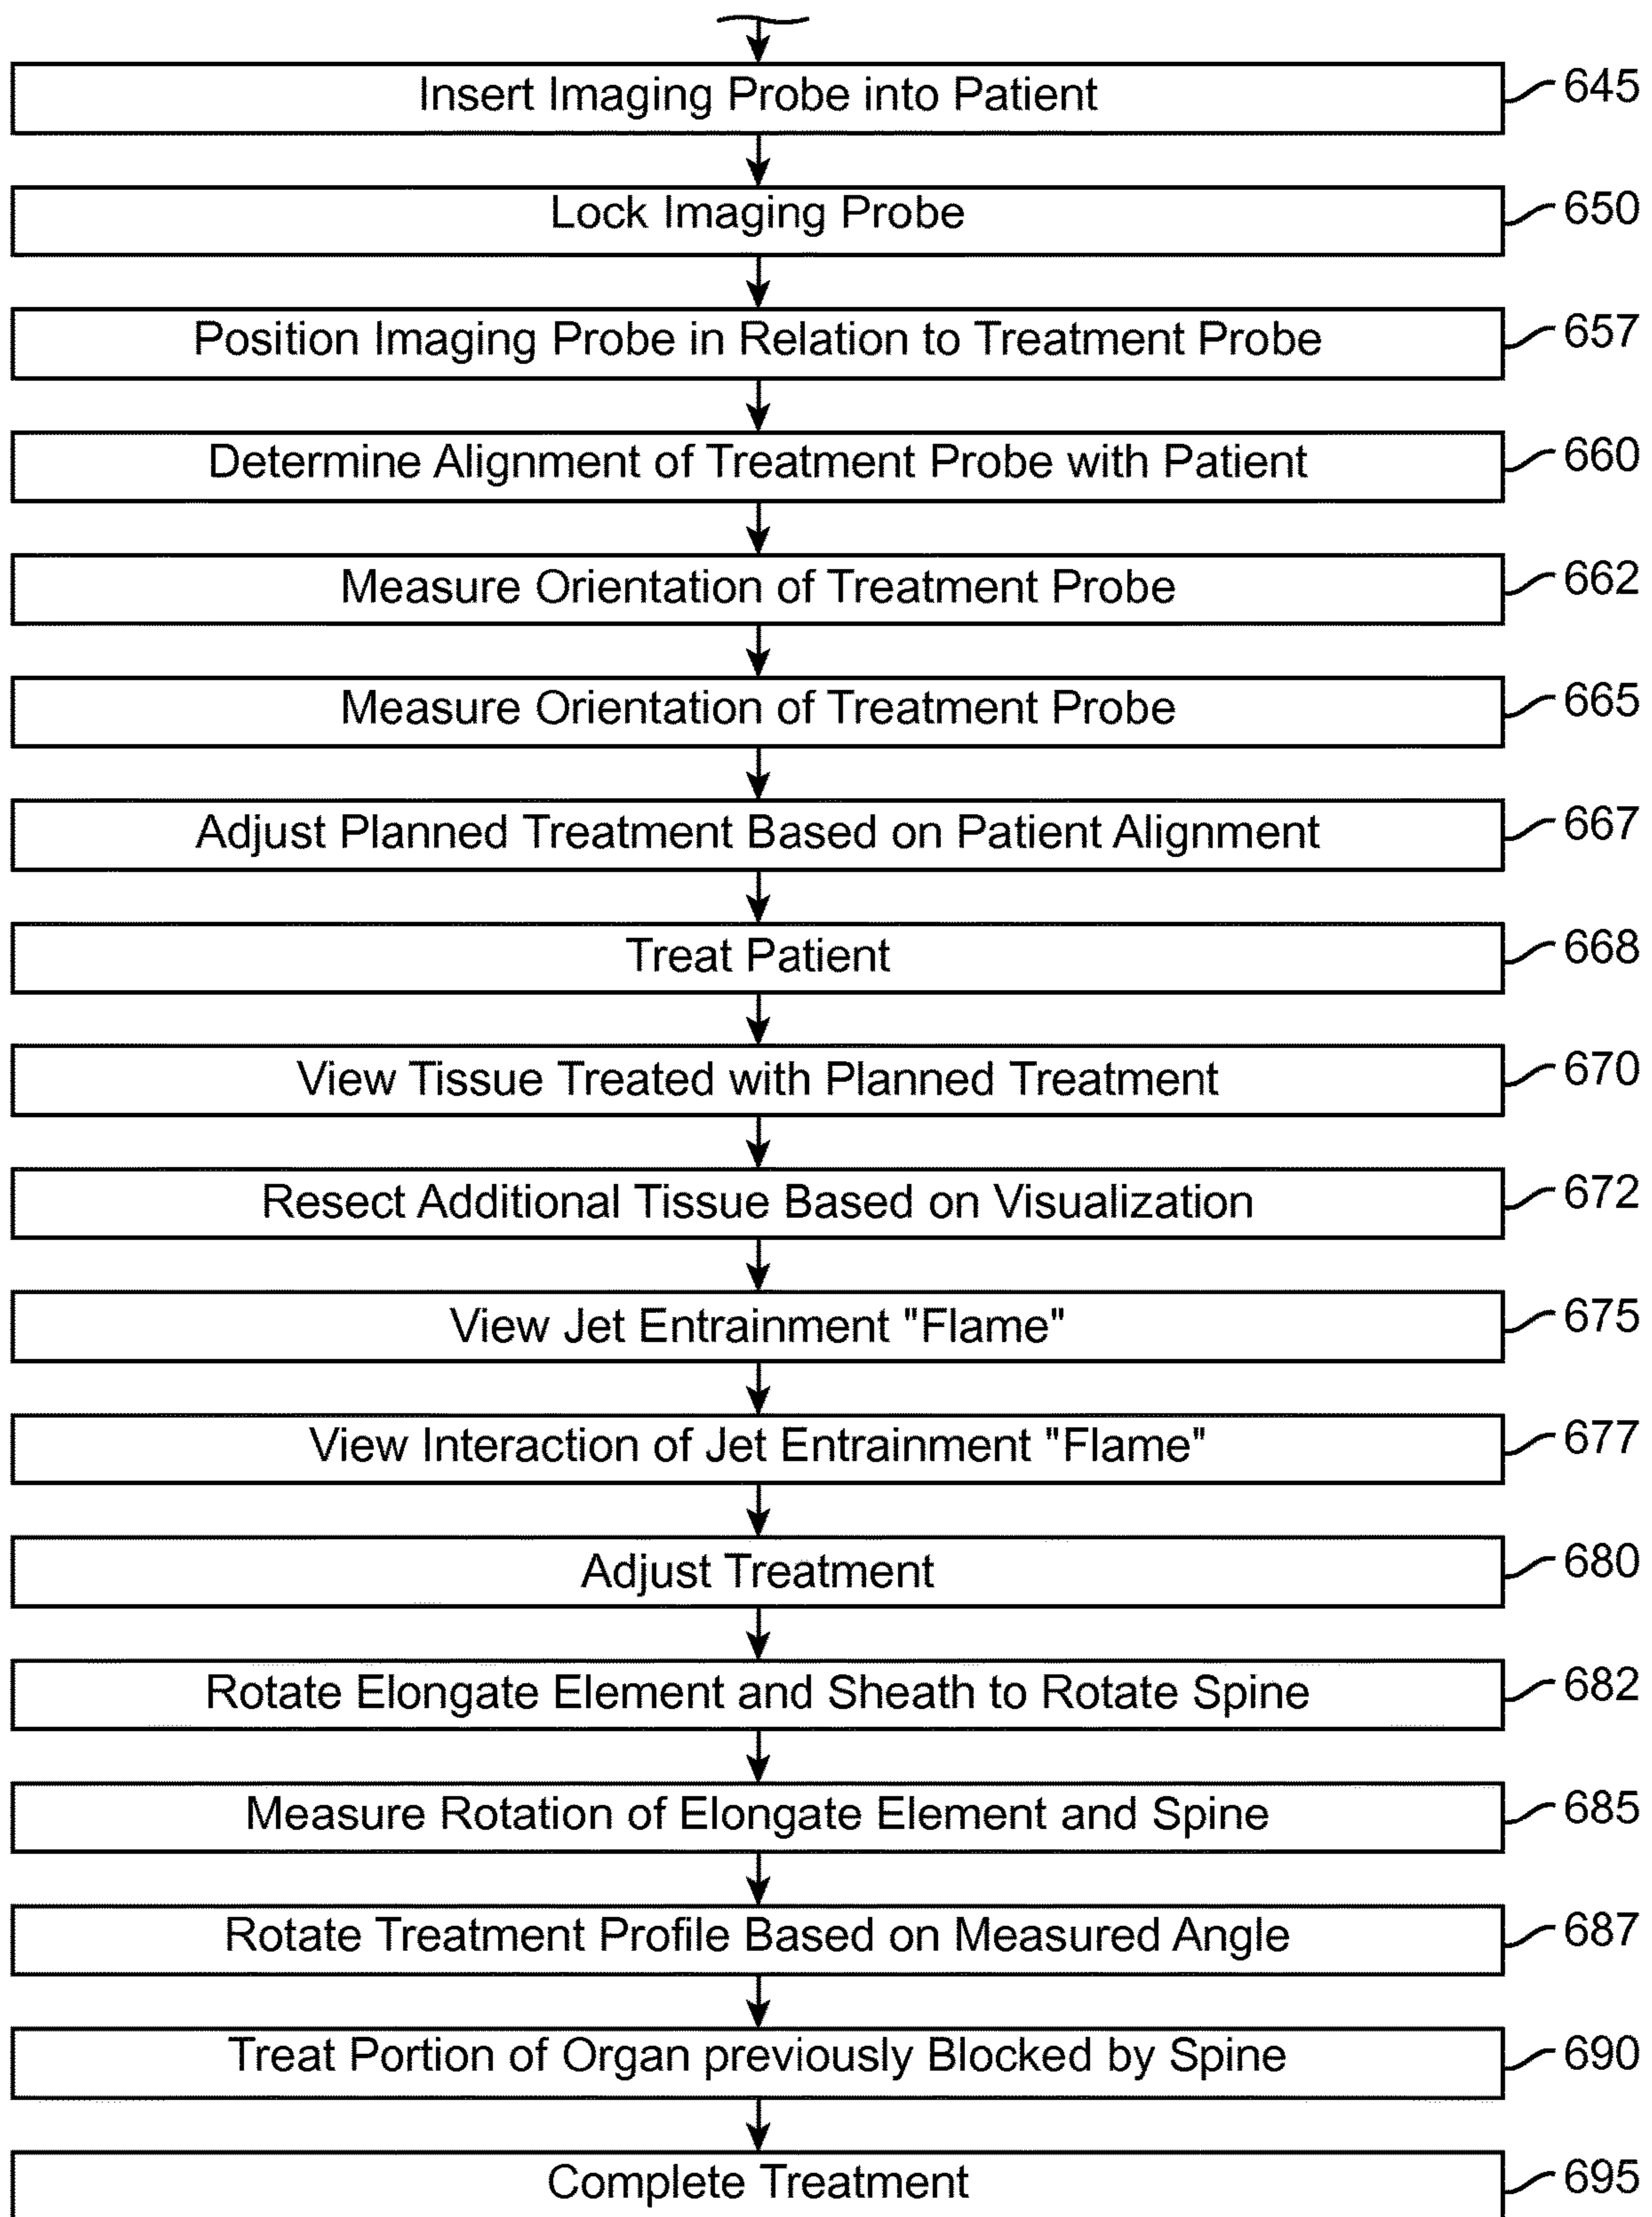 Insert Imaging Probe into Patient 645
Lock Imaging Probe 650
Position Imaging Probe in Relation to Treatment Probe 657
Determine Alignment of Treatment Probe with Patient 660
Measure Orientation of Treatment Probe 662
Measure Orientation of Treatment Probe 665
Adjust Planned Treatment Based on Patient Alignment 667
Treat Patient 668
View Tissue Treated with Planned Treatment 670
Resect Additional Tissue Based on Visualization 672
View Jet Entrainment "Flame" 675
View Interaction of Jet Entrainment "Flame" 677
Adjust Treatment 680
Rotate Elongate Element and Sheath to Rotate Spine 682
Measure Rotation of Elongate Element and Spine 685
Rotate Treatment Profile Based on Measured Angle 687
Treat Portion of Organ previously Blocked by Spine 690
Complete Treatment 695